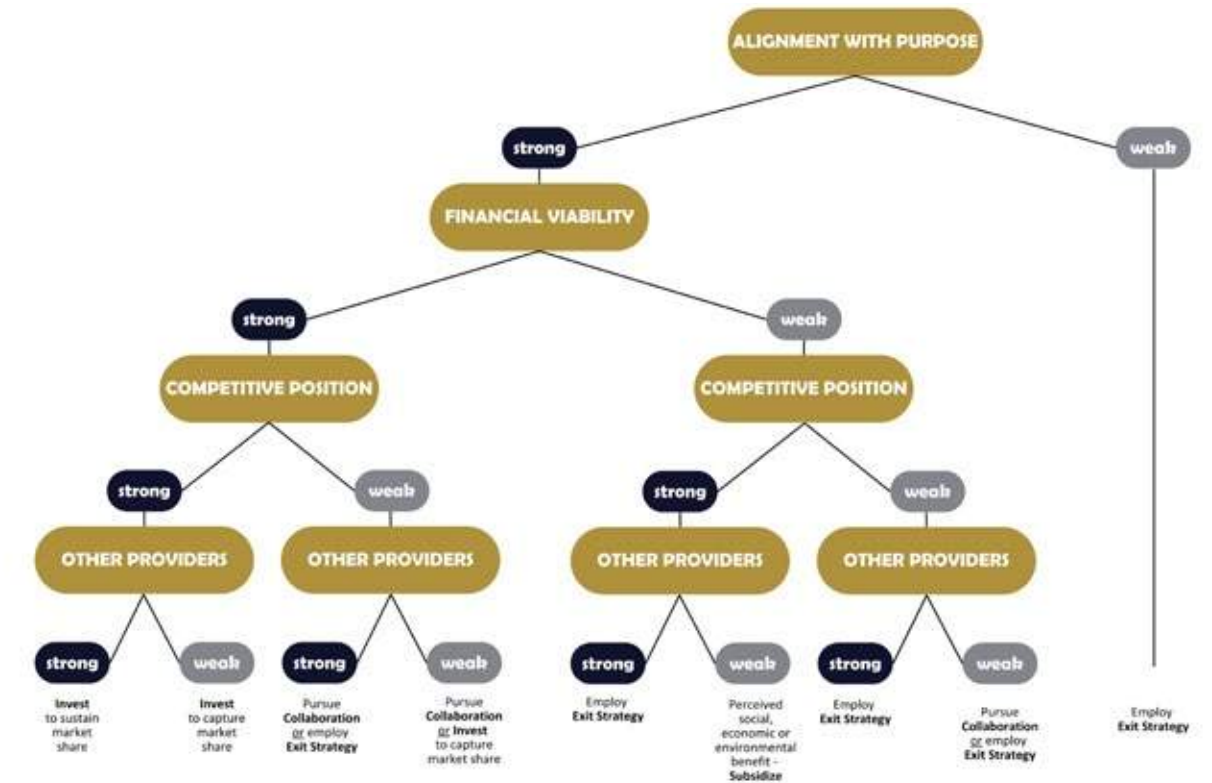 ALIGNMENT WITH PURPOSE
strong
weak
FINANCIAL VIABILITY
strong
weak
COMPETITIVE POSITION
COMPETITIVE POSITION
strong
weak
strong
weak
OTHER PROVIDERS
OTHER PROVIDERS
OTHER PROVIDERS
OTHER PROVIDERS
strong
weak
strong
weak
strong
weak
strong
weak
Invest
to sustain
market
share
Invest
to capture
market
share
Pursue
Collaboration
or employ
Exit Strategy
Pursue
Collaboration
or Invest
to capture
market share
Employ
Exit Strategy
Perceived
social,
economic or
environmental
benefit -
Subsidize
Employ
Exit Strategy
Pursue
Collaboration
or employ
Exit Strategy
Employ
Exit Strategy